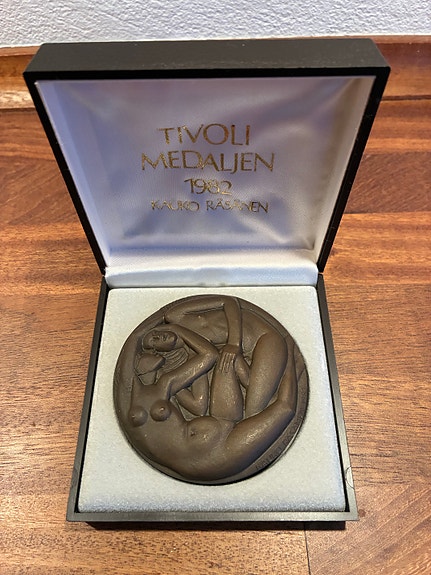 TIVOLI
MEDALJEN
1982
KAUKO RÄSÄNEN